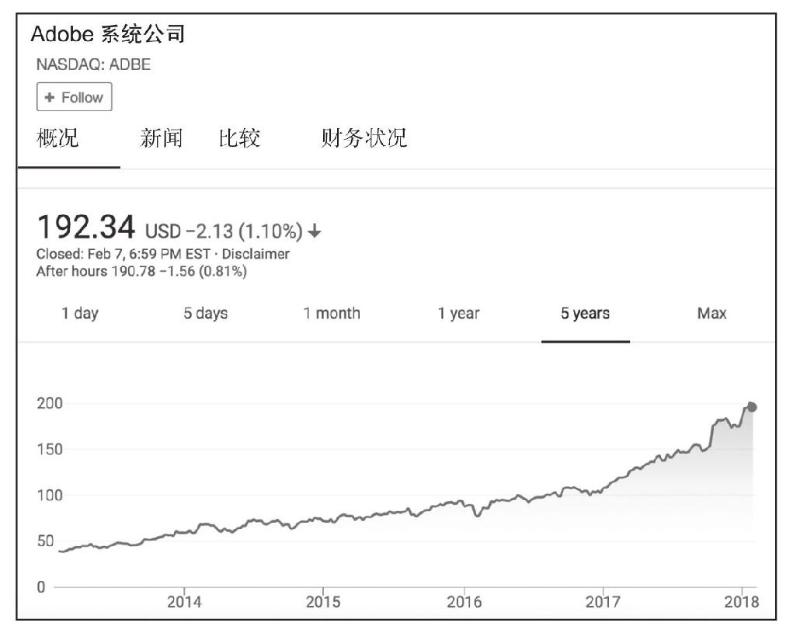 Adobe 系统公司
NASDAQ: ADBE
+ Follow
概况 新闻 比较 财务状况
192.34 USD −2.13 (1.10%) ↓
Closed: Feb 7, 6:59 PM EST · Disclaimer
After hours 190.78 −1.56 (0.81%)
1 day 5 days 1 month 1 year 5 years Max
200
150
100
50
0
2014 2015 2016 2017 2018